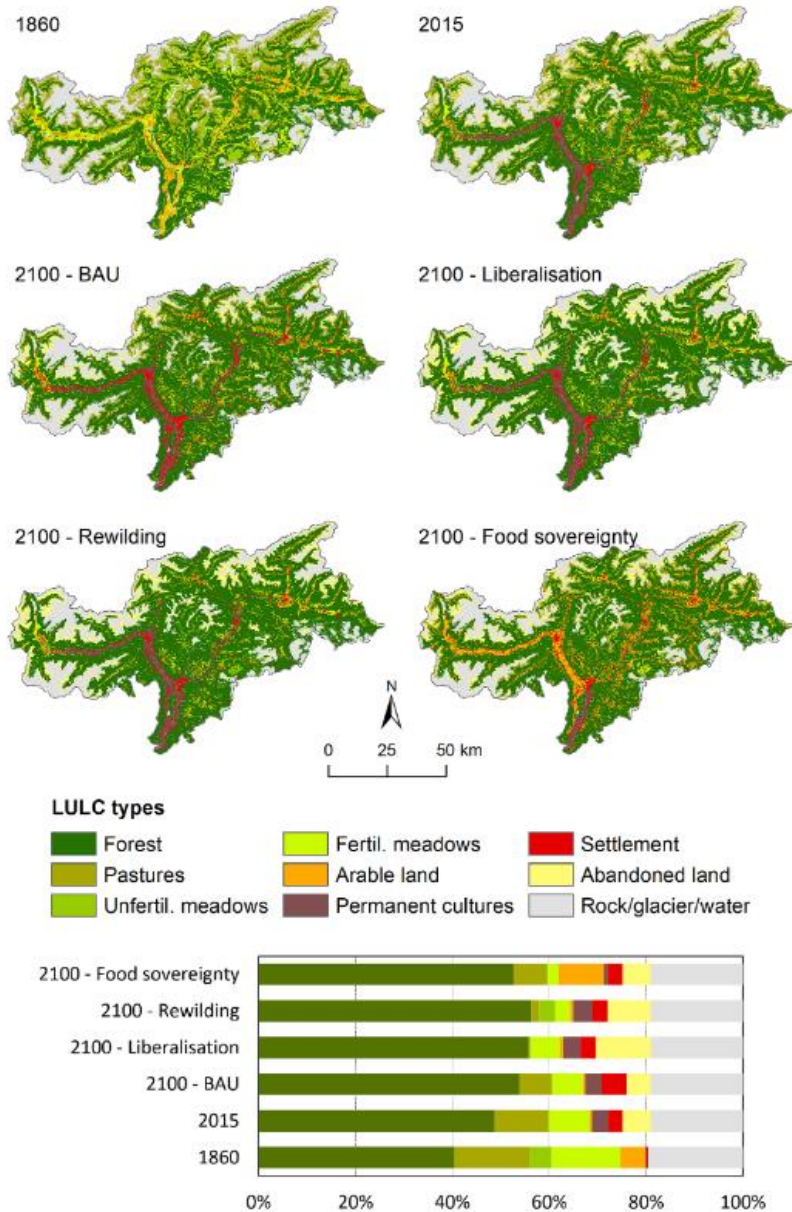 1860
2015
2100 - BAU
2100 - Liberalisation
2100 - Rewilding
2100 - Food sovereignty
N
0 25 50 km
LULC types
Forest
Pastures
Unfertil. meadows
Fertil. meadows
Arable land
Permanent cultures
Settlement
Abandoned land
Rock/glacier/water
2100 - Food sovereignty
2100 - Rewilding
2100 - Liberalisation
2100 - BAU
2015
1860
0% 20% 40% 60% 80% 100%